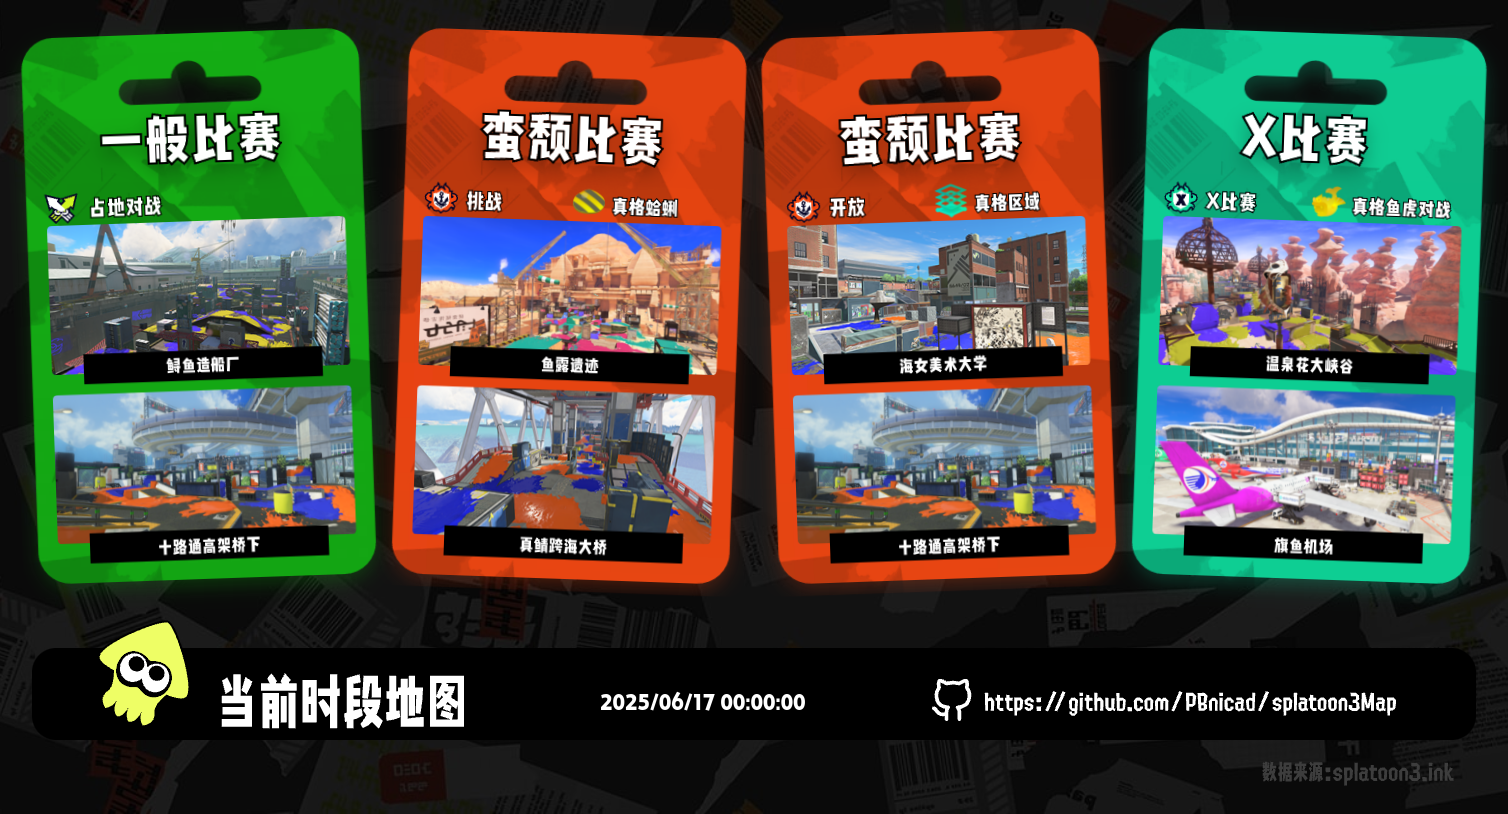 一般比赛
占地对战
鲟鱼造船厂
十路通高架桥下
蛮颓比赛
挑战
真格蛤蜊
鱼露遗迹
真鲭跨海大桥
蛮颓比赛
开放
真格区域
海女美术大学
十路通高架桥下
X比赛
X比赛
真格鱼虎对战
温泉花大峡谷
旗鱼机场
当前时段地图
2025/06/17 00:00:00
https://github.com/PBnicad/splatoon3Map
数据来源:splatoon3.ink